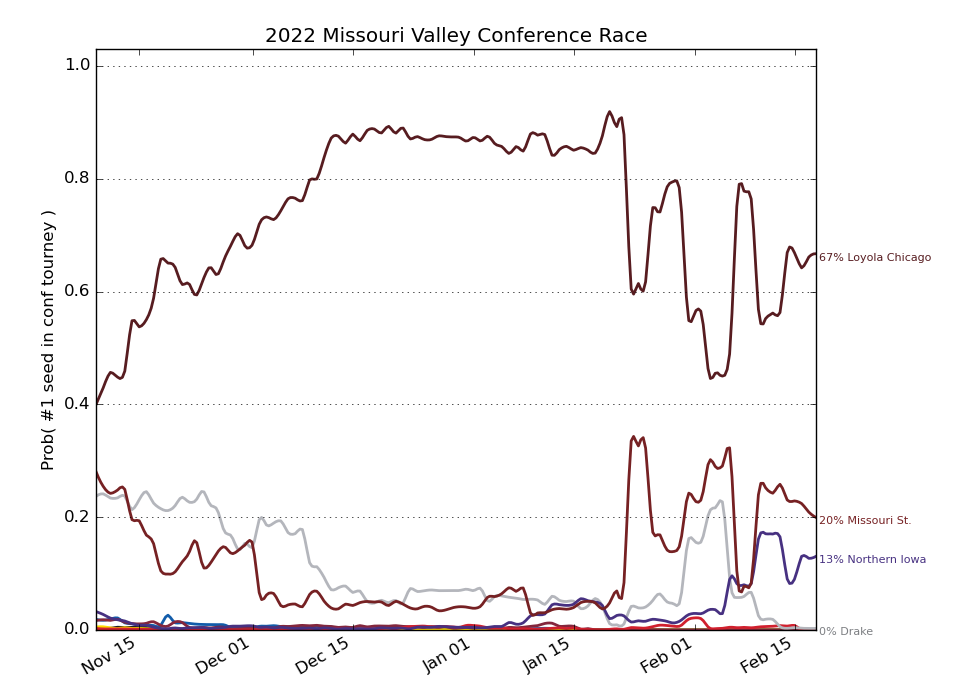 2022 Missouri Valley Conference Race
Prob( #1 seed in conf tourney )
1.0
0.8
0.6
0.4
0.2
0.0
67% Loyola Chicago
20% Missouri St.
13% Northern Iowa
0% Drake
Nov 15
Dec 01
Dec 15
Jan 01
Jan 15
Feb 01
Feb 15